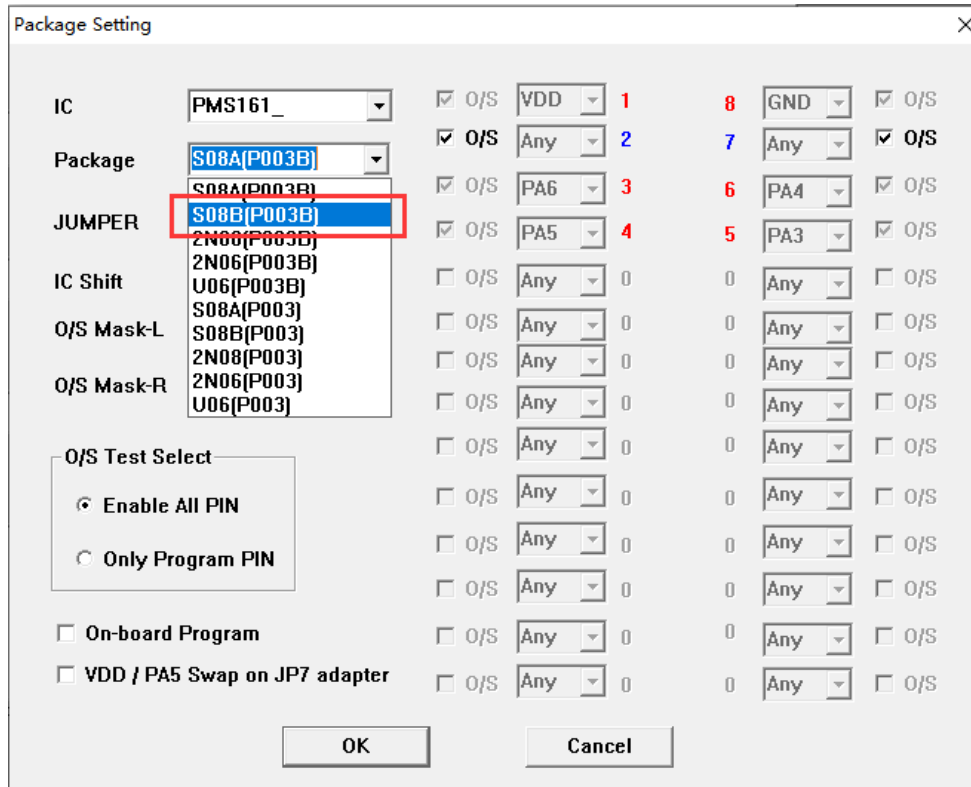 Package Setting
IC PMS161_ O/S VDD 1 8 GND O/S
O/S Any 2 7 Any O/S
Package S08A(P003B)
S08A(P003B) O/S PA6 3 6 PA4 O/S
JUMPER S08B(P003B) O/S PA5 4 5 PA3 O/S
2N08(P003B)
2N06(P003B)
IC Shift U06(P003B) O/S Any 0 0 Any O/S
S08A(P003)
O/S Mask-L S08B(P003) O/S Any 0 0 Any O/S
2N08(P003) O/S Any 0 0 Any O/S
O/S Mask-R 2N06(P003)
U06(P003) O/S Any 0 0 Any O/S
O/S Test Select O/S Any 0 0 Any O/S
Enable All PIN O/S Any 0 0 Any O/S
Only Program PIN O/S Any 0 0 Any O/S
O/S Any 0 0 Any O/S
On-board Program O/S Any 0 0 Any O/S
VDD / PA5 Swap on JP7 adapter O/S Any 0 0 Any O/S
OK Cancel